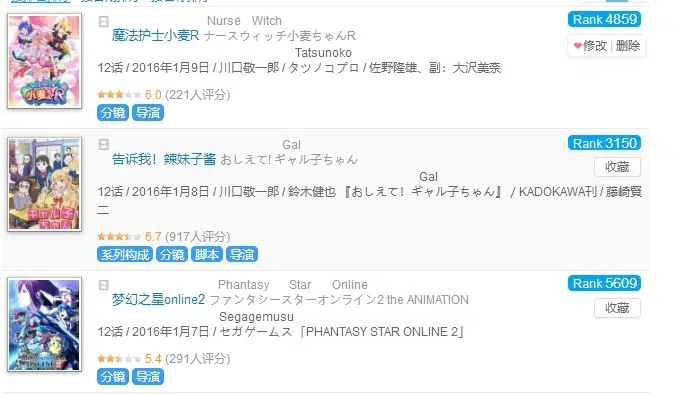 Nurse Witch
魔法护士小麦R ナースウィッチ小麦ちゃんR
Rank 4859
修改 | 删除
Tatsunoko
12话 / 2016年1月9日 / 川口敬一郎 / タツノコプロ / 佐野隆雄、副：大沢美奈
6.0 (221人评分)
分镜 导演
小麦R
Gal
告诉我！辣妹子酱 おしえて! ギャル子ちゃん
Rank 3150
收藏
Gal
12话 / 2016年1月8日 / 川口敬一郎 / 鈴木健也 『おしえて！ギャル子ちゃん』 / KADOKAWA刊 / 藤崎賢
二
6.7 (917人评分)
系列构成 分镜 脚本 导演
ギャル子
ちゃん
Phantasy Star Online
梦幻之星online2 ファンタシースターオンライン2 the ANIMATION
Rank 5609
收藏
Segagemusu
12话 / 2016年1月7日 / セガゲームス「PHANTASY STAR ONLINE 2」
5.4 (291人评分)
分镜 导演